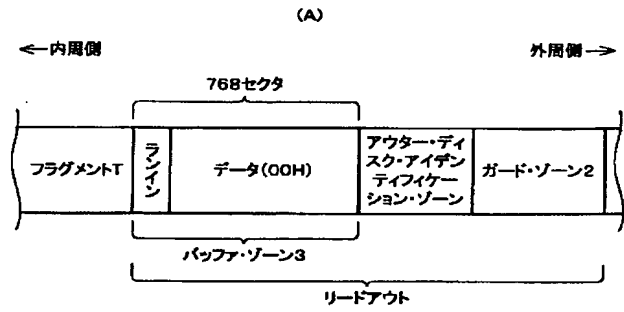 (A)
←内周側
外周側→
768セクタ
フラグメントT
ランイン
データ(00H)
アウター・ディ
スク・アイデン
ティフィケー
ション・ゾーン
ガード・ゾーン2
バッファ・ゾーン3
リードアウト